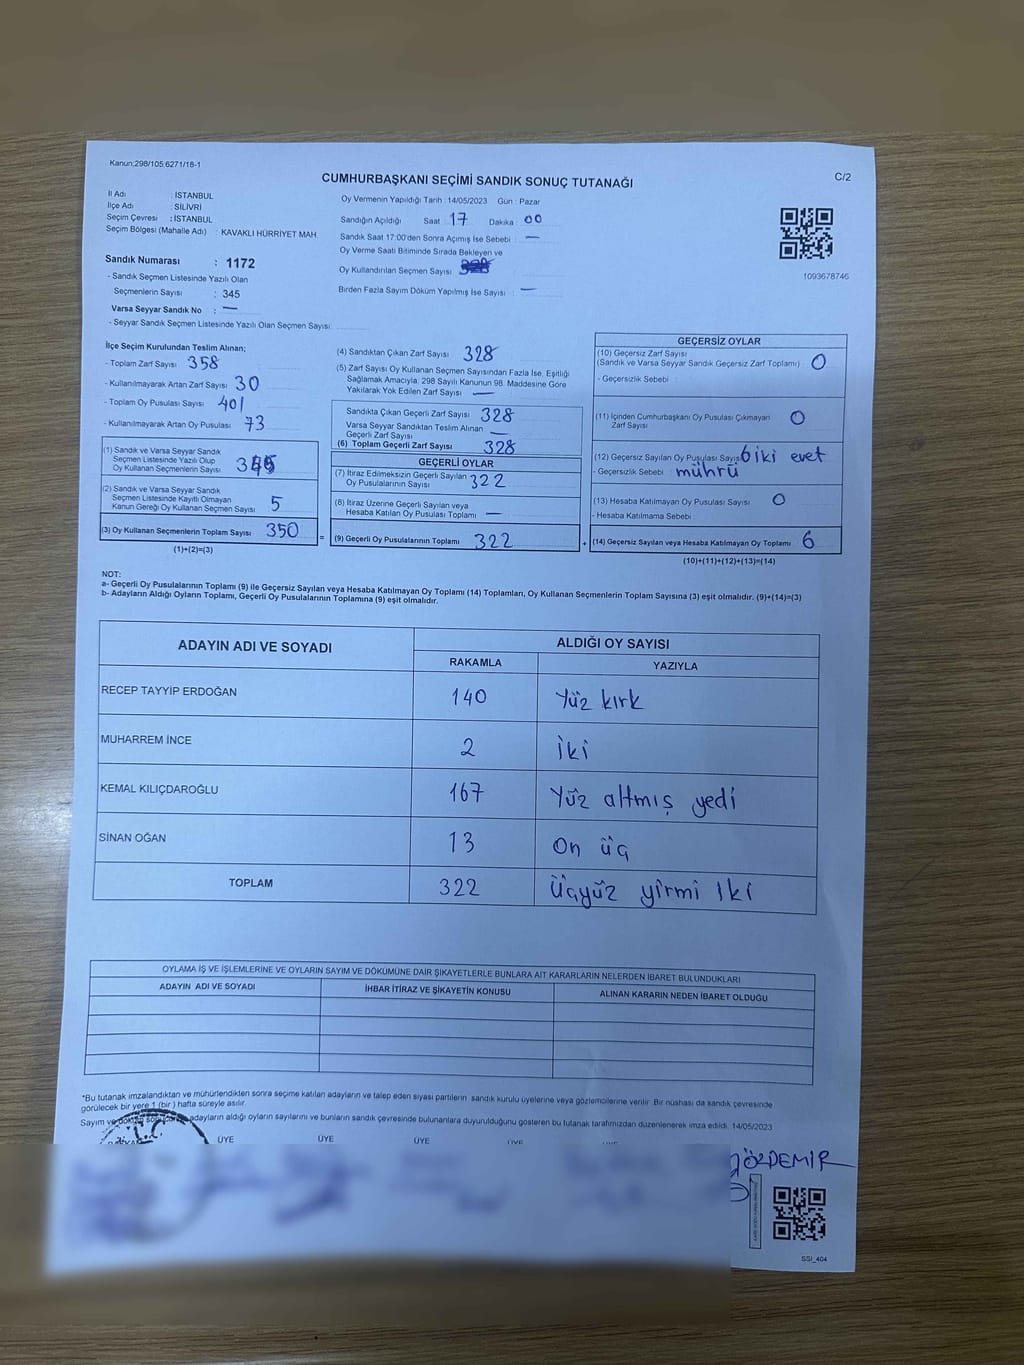 Kanun:298/105 6271/18-1
C/2
CUMHURBAŞKANI SEÇİMİ SANDIK SONUÇ TUTANAĞI
İl Adı : İSTANBUL
İlçe Adı : SİLİVRİ
Seçim Çevresi : İSTANBUL
Seçim Bölgesi (Mahalle Adı) : KAVAKLI HÜRRİYET MAH
Sandık Numarası : 1172
- Sandık Seçmen Listesinde Yazılı Olan
Seçmenlerin Sayısı : 345
Varsa Seyyar Sandık No : —
- Seyyar Sandık Seçmen Listesinde Yazılı Olan Seçmen Sayısı:
Oy Vermenin Yapıldığı Tarih : 14/05/2023 Gün : Pazar
Sandığın Açıldığı Saat : 17 Dakika : 00
Sandık Saat 17:00'den Sonra Açımış İse Sebebi : —
Oy Verme Saati Bitiminde Sırada Bekleyen ve
Oy Kullandırılan Seçmen Sayısı
Birden Fazla Sayım Döküm Yapılmış İse Sayısı : —
1093678746
İlçe Seçim Kurulundan Teslim Alınan;
- Toplam Zarf Sayısı : 358
- Kullanılmayarak Artan Zarf Sayısı : 30
- Toplam Oy Pusulası Sayısı : 401
- Kullanılmayarak Artan Oy Pusulası : 73
(1) Sandık ve Varsa Seyyar Sandık
Seçmen Listesinde Yazılı Olup
Oy Kullanan Seçmenlerin Sayısı : 345
(2) Sandık ve Varsa Seyyar Sandık
Seçmen Listesinde Kayıtlı Olmayan
Kanun Gereği Oy Kullanan Seçmen Sayısı : 5
(3) Oy Kullanan Seçmenlerin Toplam Sayısı : 350
(1)+(2)=(3)
(4) Sandıktan Çıkan Zarf Sayısı : 328
(5) Zarf Sayısı Oy Kullanan Seçmen Sayısından Fazla İse, Eşitliği
Sağlamak Amacıyla, 298 Sayılı Kanunun 98. Maddesine Göre
Yakılarak Yok Edilen Zarf Sayısı : —
Sandıkta Çıkan Geçerli Zarf Sayısı : 328
Varsa Seyyar Sandıktan Teslim Alınan
Geçerli Zarf Sayısı : —
(6) Toplam Geçerli Zarf Sayısı : 328
GEÇERLİ OYLAR
(7) İtiraz Edilmeksizin Geçerli Sayılan
Oy Pusulasının Sayısı : 322
(8) İtiraz Üzerine Geçerli Sayılan veya
Hesaba Katılan Oy Pusulası Toplamı : —
= (9) Geçerli Oy Pusulalarının Toplamı : 322
GEÇERSİZ OYLAR
(10) Geçersiz Zarf Sayısı
(Sandık ve Varsa Seyyar Sandık Geçersiz Zarf Toplamı) : 0
- Geçersizlik Sebebi :
(11) İçinden Cumhurbaşkanı Oy Pusulası Çıkmayan
Zarf Sayısı : 0
(12) Geçersiz Sayılan Oy Pusulası Sayısı 6 iki evet
- Geçersizlik Sebebi : mührü
(13) Hesaba Katılmayan Oy Pusulası Sayısı : 0
- Hesaba Katılmama Sebebi :
+ (14) Geçersiz Sayılan veya Hesaba Katılmayan Oy Toplamı : 6
(10)+(11)+(12)+(13)=(14)
NOT:
a- Geçerli Oy Pusulalarının Toplamı (9) ile Geçersiz Sayılan veya Hesaba Katılmayan Oy Toplamı (14) Toplamları, Oy Kullanan Seçmenlerin Toplam Sayısına (3) eşit olmalıdır. (9)+(14)=(3)
b- Adayların Aldığı Oyların Toplamı, Geçerli Oy Pusulalarının Toplamına (9) eşit olmalıdır.
ADAYIN ADI VE SOYADI ALDIĞI OY SAYISI
RAKAMLA YAZIYLA
RECEP TAYYİP ERDOĞAN 140 Yüz kırk
MUHARREM İNCE 2 İki
KEMAL KILIÇDAROĞLU 167 Yüz altmış yedi
SİNAN OĞAN 13 On üç
TOPLAM 322 Üçyüz yirmi iki
OYLAMA İŞ VE İŞLEMLERİNE VE OYLARIN SAYIM VE DÖKÜMÜNE DAİR ŞİKAYETLERLE BUNLARA AİT KARARLARIN NELERDEN İBARET BULUNDUKLARI
ADAYIN ADI VE SOYADI İHBAR İTİRAZ VE ŞİKAYETİN KONUSU ALINAN KARARIN NEDEN İBARET OLDUĞU
*Bu tutanak imzalandıktan ve mühürlendikten sonra seçime katılan adayların ve talep eden siyasi partilerin sandık kurulu üyelerine veya gözlemcilerine verilir. Bir nüshası da sandık çevresinde
görülecek bir yere 1 (bir) hafta süreyle asılır.
Sayım ve döküm sonucunda adayların aldığı oyların sayılarını ve bunların sandık çevresinde bulunanlara duyurulduğunu gösteren bu tutanak tarafımızdan düzenlenerek imza edildi. 14/05/2023
T.C.
ÜYE ÜYE ÜYE ÜYE
ÖZDEMİR
SSI_404